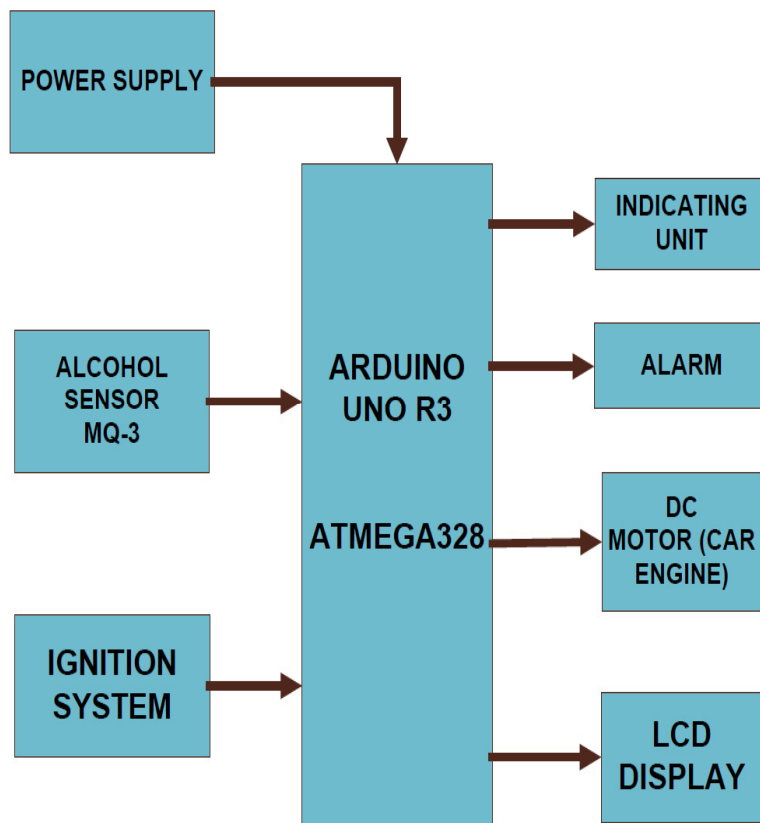 POWER SUPPLY
INDICATING
UNIT
ALCOHOL
SENSOR
MQ-3
ARDUINO
UNO R3
ATMEGA328
ALARM
DC
MOTOR (CAR
ENGINE)
IGNITION
SYSTEM
LCD
DISPLAY